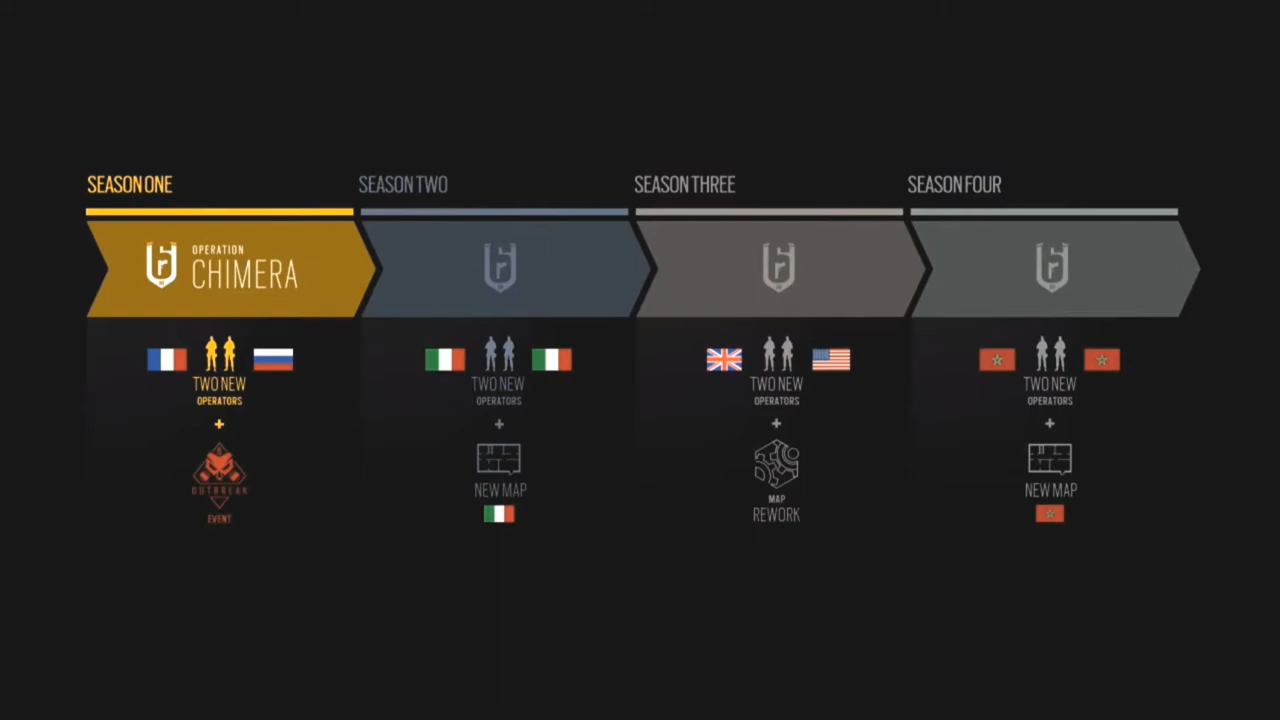 SEASON ONE
SEASON TWO
SEASON THREE
SEASON FOUR
OPERATION
CHIMERA
TWO NEW
OPERATORS
+
OUTBREAK
EVENT
TWO NEW
OPERATORS
+
NEW MAP
TWO NEW
OPERATORS
+
MAP
REWORK
TWO NEW
OPERATORS
+
NEW MAP